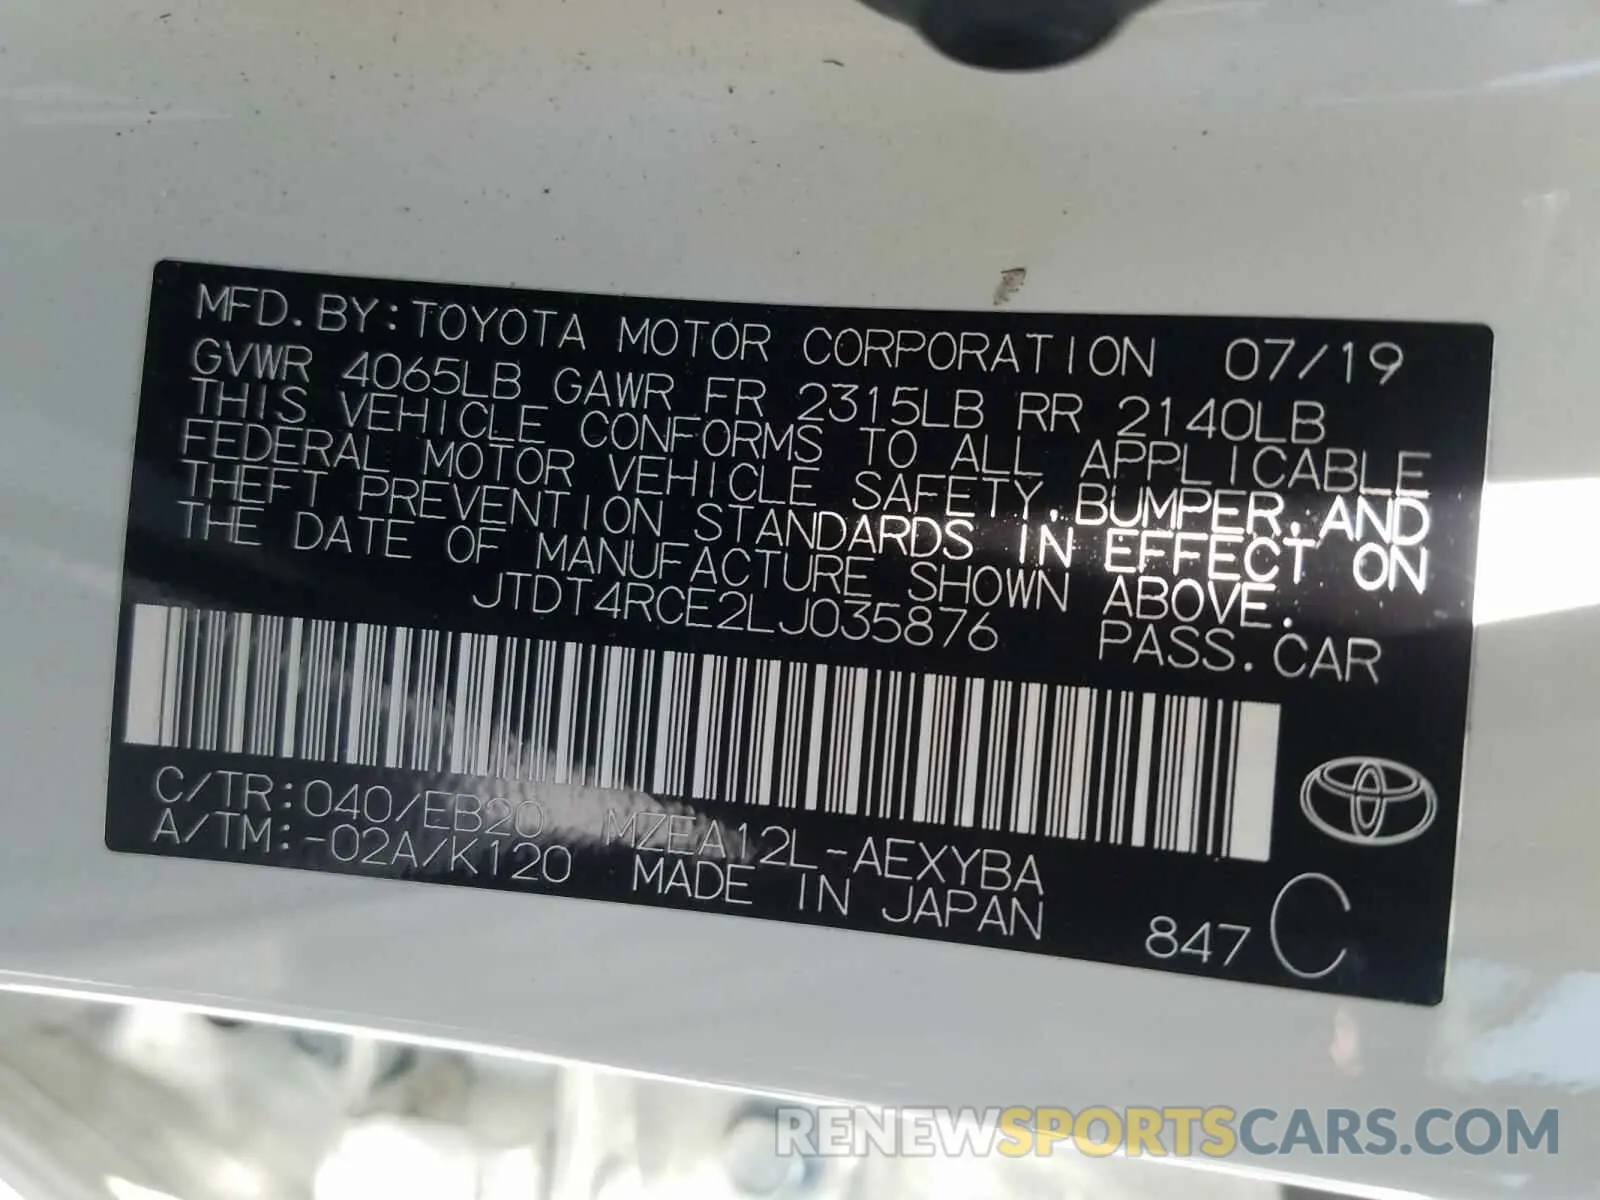 MFD. BY: TOYOTA MOTOR CORPORATION 07/19
GVWR 4065LB GAWR FR 2315LB RR 2140LB
THIS VEHICLE CONFORMS TO ALL APPLICABLE
FEDERAL MOTOR VEHICLE SAFETY, BUMPER, AND
THEFT PREVENTION STANDARDS IN EFFECT ON
THE DATE OF MANUFACTURE SHOWN ABOVE.
JTDT4RCE2LJ035876 PASS. CAR
C/TR:040/EB20 MZEA12L-AEXYBA
A/TM:-02A/K120 MADE IN JAPAN
847 C
RENEWSPORTSCARS.COM